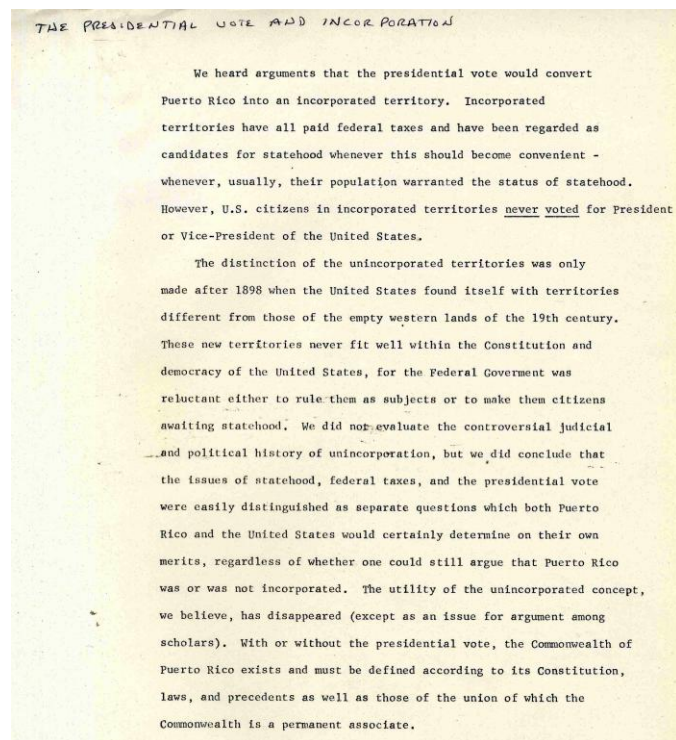 THE PRESIDENTIAL VOTE AND INCORPORATION
We heard arguments that the presidential vote would convert
Puerto Rico into an incorporated territory. Incorporated
territories have all paid federal taxes and have been regarded as
candidates for statehood whenever this should become convenient -
whenever, usually, their population warranted the status of statehood.
However, U.S. citizens in incorporated territories never voted for President
or Vice-President of the United States.
The distinction of the unincorporated territories was only
made after 1898 when the United States found itself with territories
different from those of the empty western lands of the 19th century.
These new territories never fit well within the Constitution and
democracy of the United States, for the Federal Goverment was
reluctant either to rule them as subjects or to make them citizens
awaiting statehood. We did not evaluate the controversial judicial
and political history of unincorporation, but we did conclude that
the issues of statehood, federal taxes, and the presidential vote
were easily distinguished as separate questions which both Puerto
Rico and the United States would certainly determine on their own
merits, regardless of whether one could still argue that Puerto Rico
was or was not incorporated. The utility of the unincorporated concept,
we believe, has disappeared (except as an issue for argument among
scholars). With or without the presidential vote, the Commonwealth of
Puerto Rico exists and must be defined according to its Constitution,
laws, and precedents as well as those of the union of which the
Commonwealth is a permanent associate.